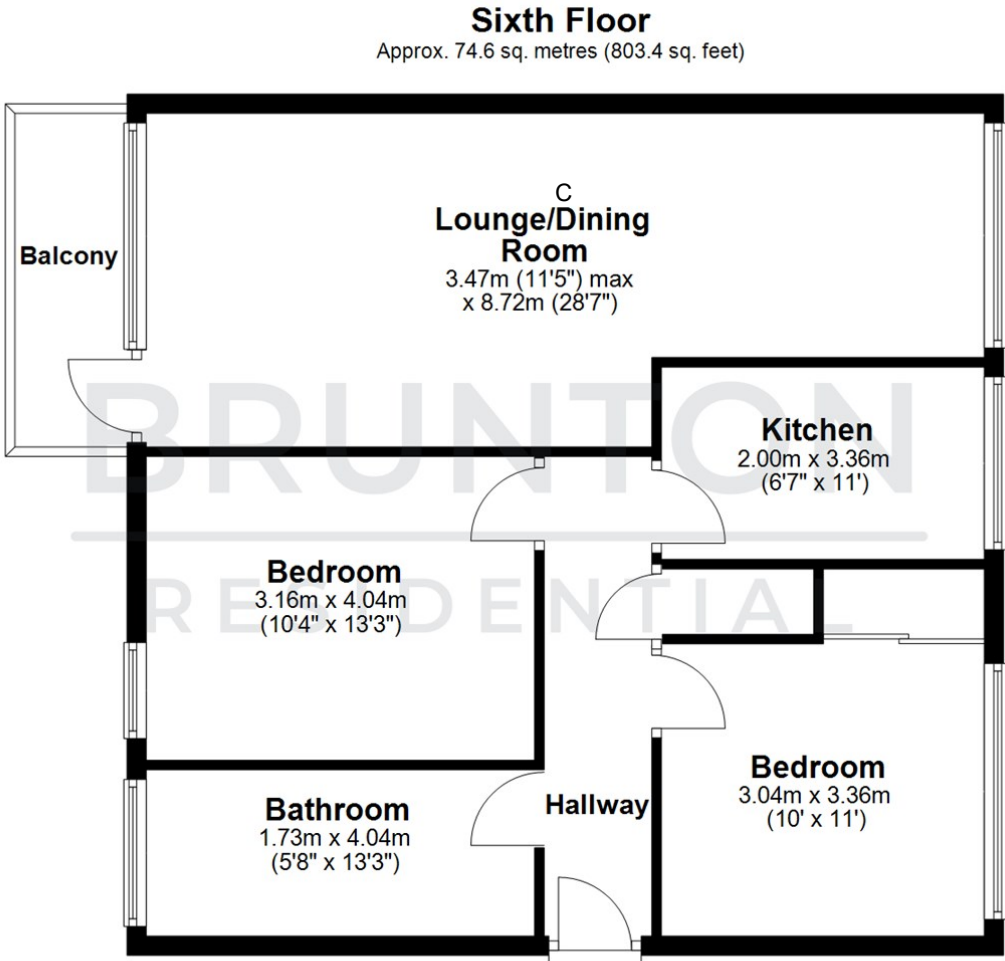 Sixth Floor
Approx. 74.6 sq. metres (803.4 sq. feet)
C
Lounge/Dining
Room
3.47m (11'5") max
x 8.72m (28'7")
Balcony
BRUNTON
RESIDENTIAL
Kitchen
2.00m x 3.36m
(6'7" x 11')
Bedroom
3.16m x 4.04m
(10'4" x 13'3")
Bedroom
3.04m x 3.36m
(10' x 11')
Bathroom
1.73m x 4.04m
(5'8" x 13'3")
Hallway